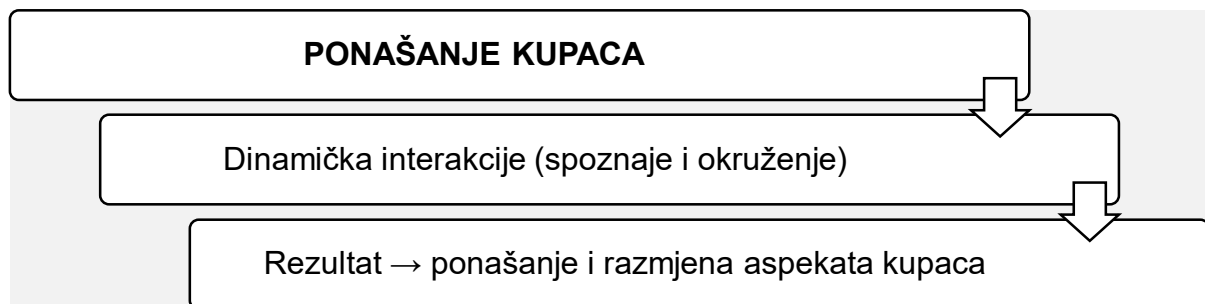 PONAŠANJE KUPACA
Dinamička interakcije (spoznaje i okruženje)
Rezultat → ponašanje i razmjena aspekata kupaca